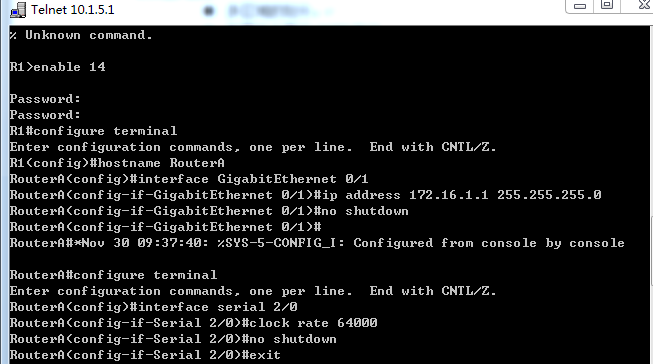 Telnet 10.1.5.1
% Unknown command.
R1>enable 14
Password:
Password:
R1#configure terminal
Enter configuration commands, one per line.  End with CNTL/Z.
R1(config)#hostname RouterA
RouterA(config)#interface GigabitEthernet 0/1
RouterA(config-if-GigabitEthernet 0/1)#ip address 172.16.1.1 255.255.255.0
RouterA(config-if-GigabitEthernet 0/1)#no shutdown
RouterA(config-if-GigabitEthernet 0/1)#
RouterA#*Nov 30 09:37:40: %SYS-5-CONFIG_I: Configured from console by console
RouterA#configure terminal
Enter configuration commands, one per line.  End with CNTL/Z.
RouterA(config)#interface serial 2/0
RouterA(config-if-Serial 2/0)#clock rate 64000
RouterA(config-if-Serial 2/0)#no shutdown
RouterA(config-if-Serial 2/0)#exit